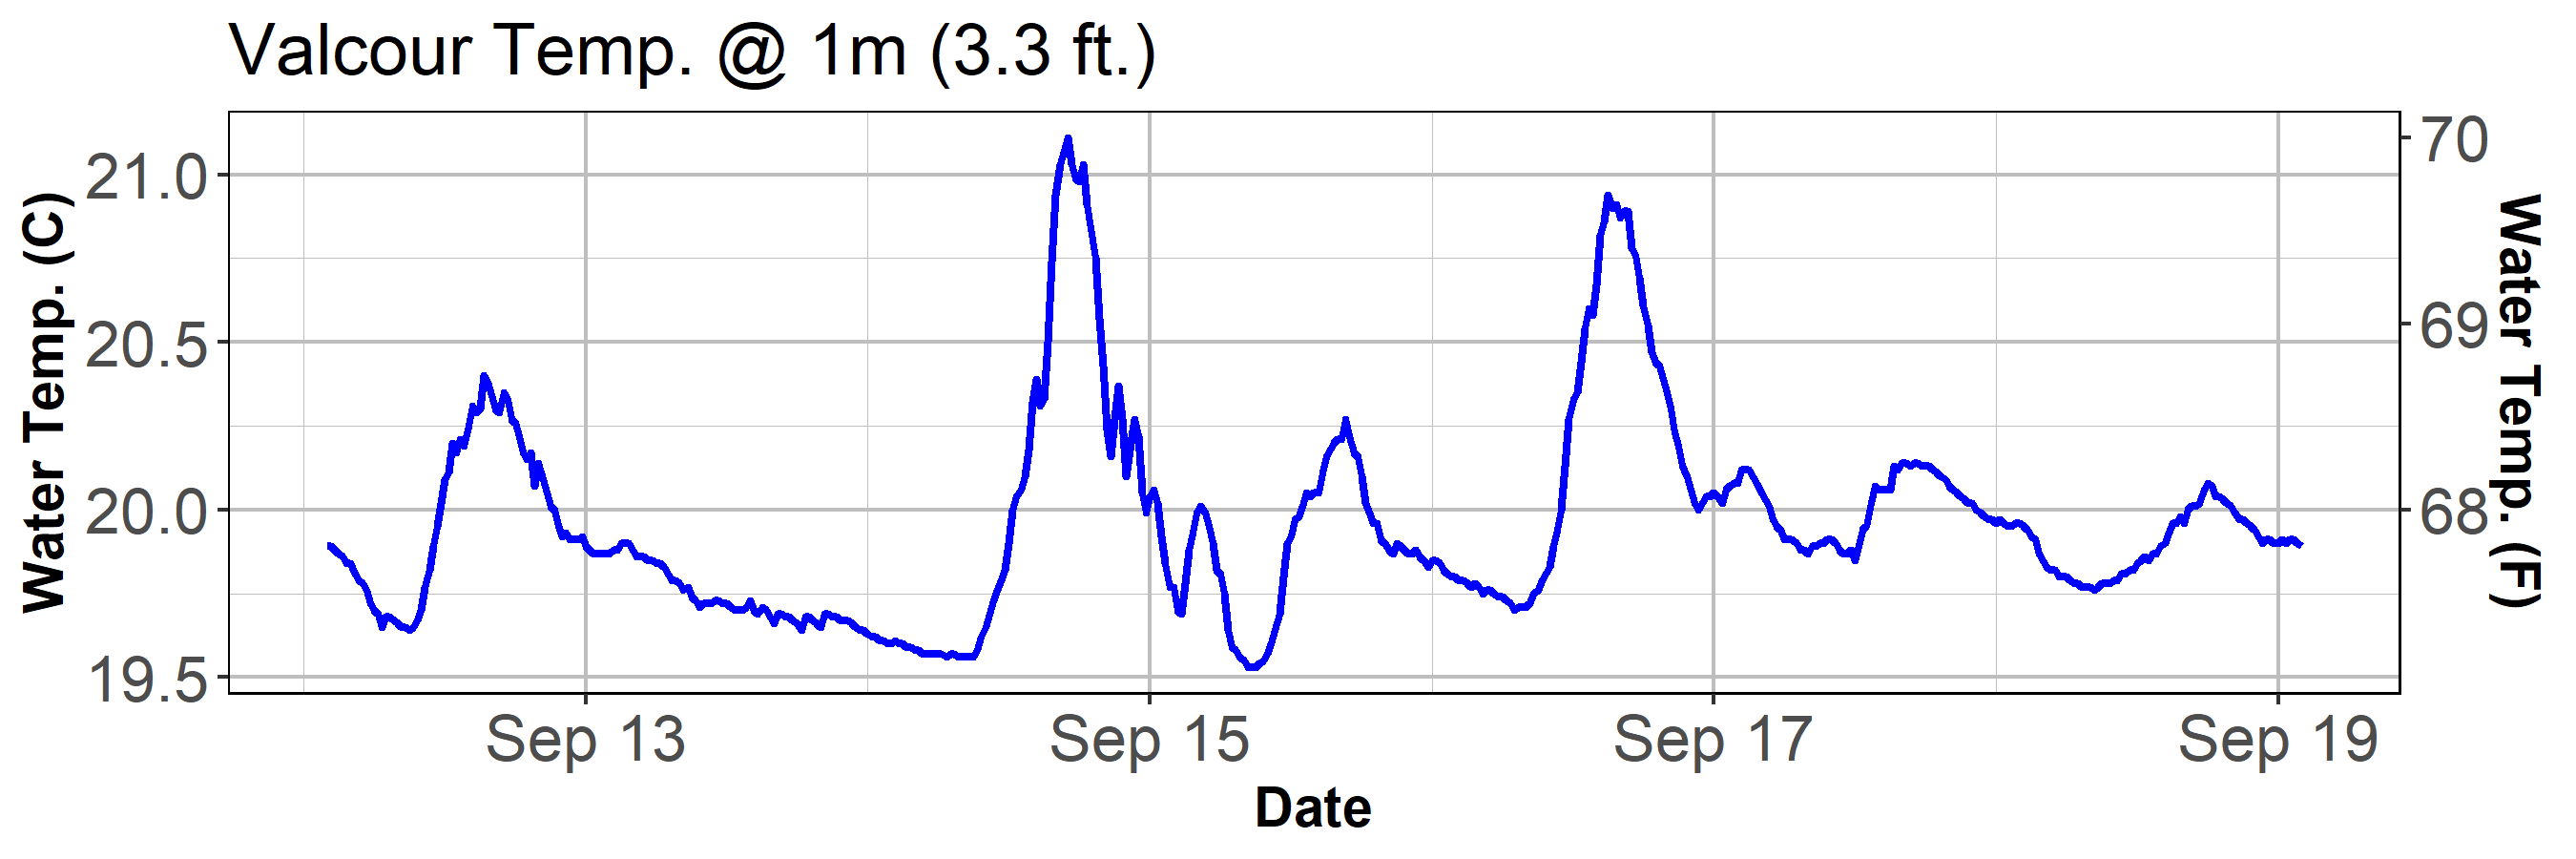 Valcour Temp. @ 1m (3.3 ft.)
Water Temp. (C)
21.0
20.5
20.0
19.5
70
69
68
Water Temp. (F)
Sep 13
Sep 15
Sep 17
Sep 19
Date